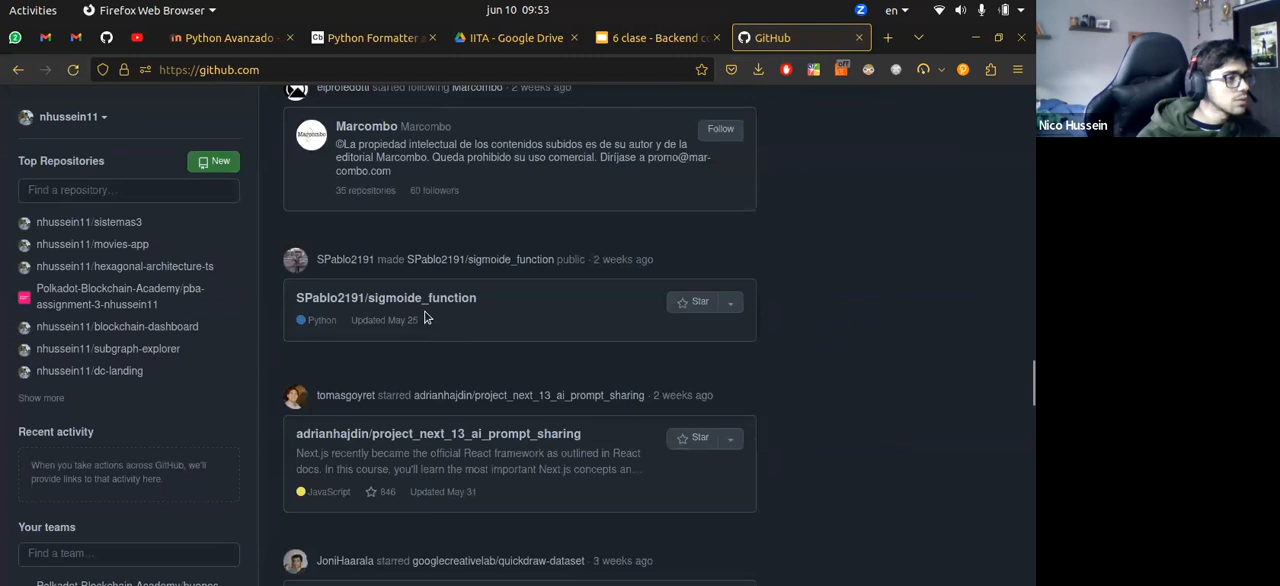 Activities
Firefox Web Browser
jun 10 09:53
en
Python Avanzado -
Python Formatter a
IITA - Google Drive
6 clase - Backend co
GitHub
https://github.com
off
nhussein11
Top Repositories
New
Find a repository…
nhussein11/sistemas3
nhussein11/movies-app
nhussein11/hexagonal-architecture-ts
Polkadot-Blockchain-Academy/pba-
assignment-3-nhussein11
nhussein11/blockchain-dashboard
nhussein11/subgraph-explorer
nhussein11/dc-landing
Show more
Recent activity
When you take actions across GitHub, we'll
provide links to that activity here.
Your teams
Find a team…
Polkadot-Blockchain-Academy/buenos
started following Marcombo · 2 weeks ago
Marcombo
Marcombo Marcombo
Follow
©La propiedad intelectual de los contenidos subidos es de su autor y de la
editorial Marcombo. Queda prohibido su uso comercial. Diríjase a promo@mar-
combo.com
35 repositories 60 followers
SPablo2191 made SPablo2191/sigmoide_function public · 2 weeks ago
SPablo2191/sigmoide_function
Star
Python Updated May 25
tomasgoyret starred adrianhajdin/project_next_13_ai_prompt_sharing · 2 weeks ago
adrianhajdin/project_next_13_ai_prompt_sharing
Star
Next.js recently became the official React framework as outlined in React
docs. In this course, you'll learn the most important Next.js concepts an…
JavaScript 846 Updated May 31
JoniHaarala starred googlecreativelab/quickdraw-dataset · 3 weeks ago
Nico Hussein